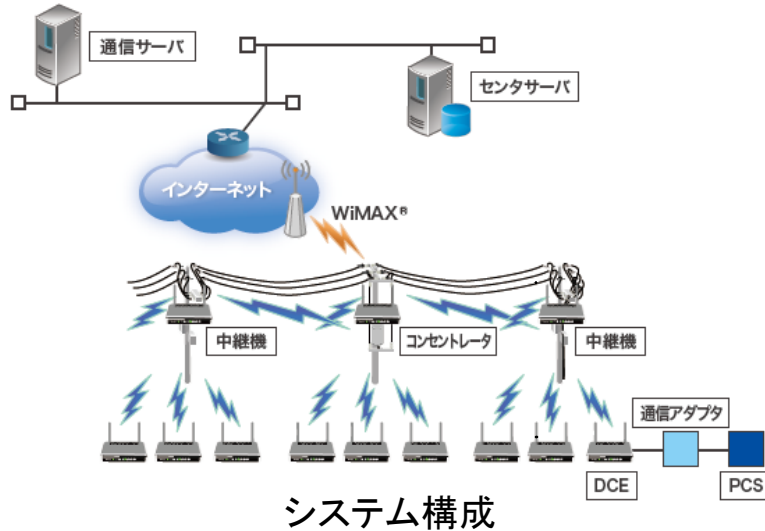 通信サーバ
センタサーバ
インターネット
WiMAX®
中継機
コンセントレータ
中継機
通信アダプタ
DCE
PCS
システム構成